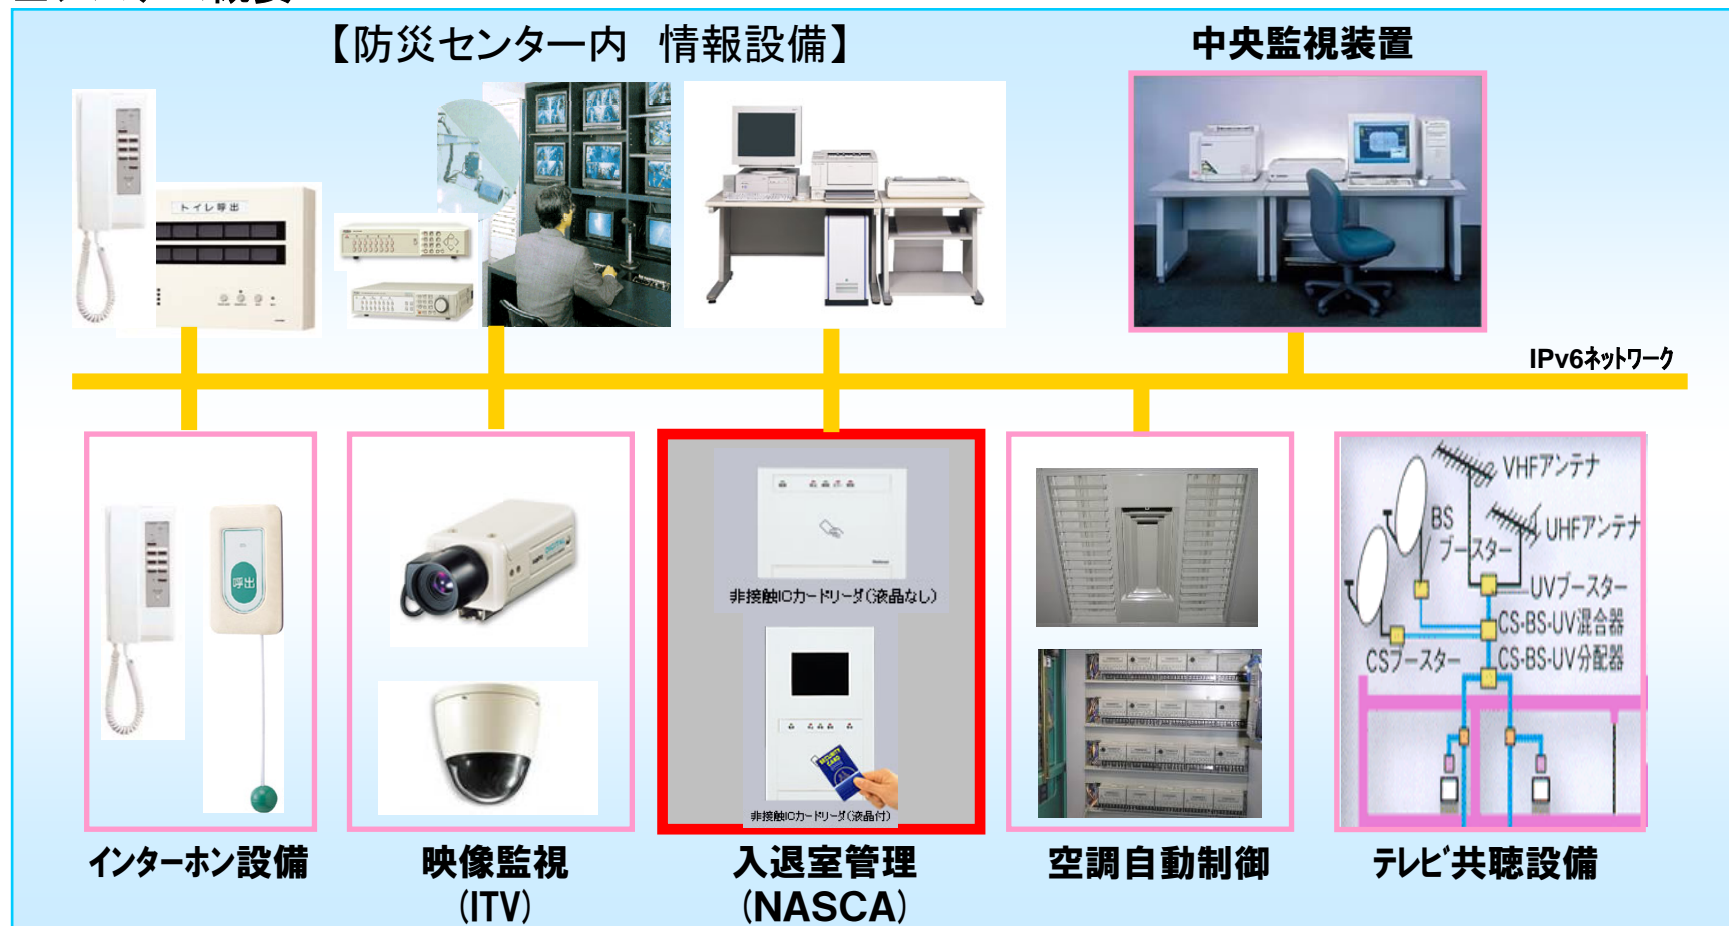 【防災センター内　情報設備】
中央監視装置
トイレ呼出
IPv6ネットワーク
呼出
DIGITAL
非接触ICカードリーダ(液晶なし)
SECURITY
CARD
非接触ICカードリーダ(液晶付)
VHFアンテナ
BS
ブースター
UHFアンテナ
UVブースター
CS-BS-UV混合器
CSブースター
CS-BS-UV分配器
インターホン設備
映像監視
(ITV)
入退室管理
(NASCA)
空調自動制御
テレビ共聴設備